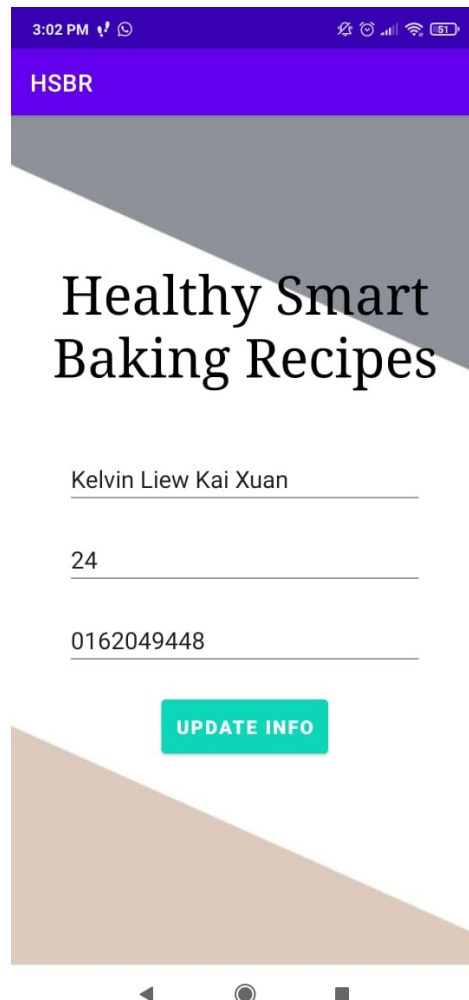 3:02 PM
51
HSBR
Healthy Smart
Baking Recipes
Kelvin Liew Kai Xuan
24
0162049448
UPDATE INFO